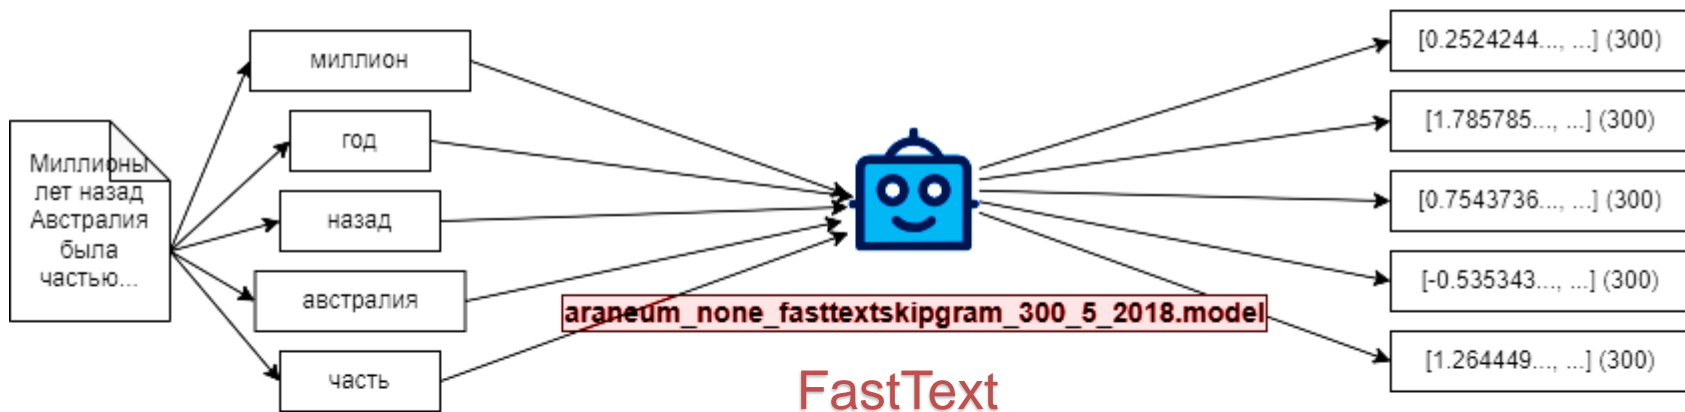 Миллионы
лет назад
Австралия
была
частью...
миллион
год
назад
австралия
часть
araneum_none_fasttextskipgram_300_5_2018.model
FastText
[0.2524244..., ...] (300)
[1.785785..., ...] (300)
[0.7543736..., ...] (300)
[-0.535343..., ...] (300)
[1.264449..., ...] (300)